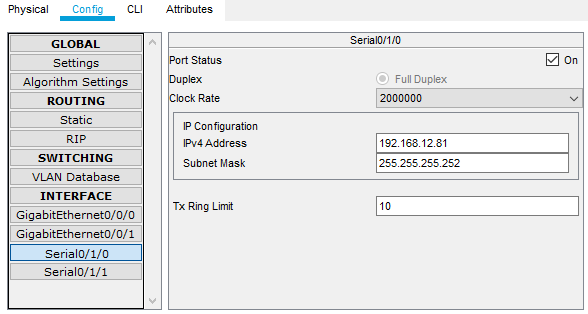 Physical Config CLI Attributes
GLOBAL
Settings
Algorithm Settings
ROUTING
Static
RIP
SWITCHING
VLAN Database
INTERFACE
GigabitEthernet0/0/0
GigabitEthernet0/0/1
Serial0/1/0
Serial0/1/1
Serial0/1/0
Port Status On
Duplex Full Duplex
Clock Rate 2000000
IP Configuration
IPv4 Address 192.168.12.81
Subnet Mask 255.255.255.252
Tx Ring Limit 10